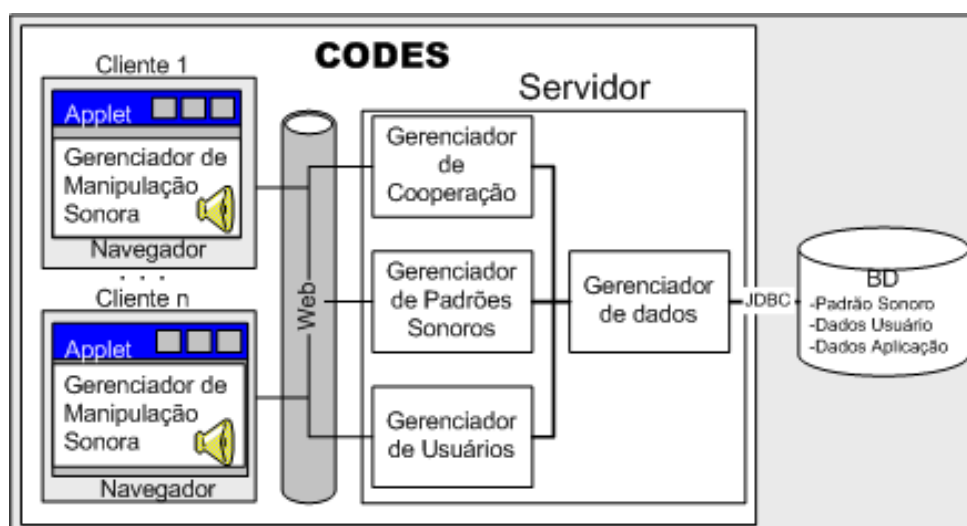 CODES
Cliente 1
Applet
Gerenciador de
Manipulação
Sonora
Navegador
. . .
Cliente n
Applet
Gerenciador de
Manipulação
Sonora
Navegador
Web
Servidor
Gerenciador
de
Cooperação
Gerenciador
de Padrões
Sonoros
Gerenciador
de Usuários
Gerenciador
de dados
JDBC
BD
-Padrão Sonoro
-Dados Usuário
-Dados Aplicação